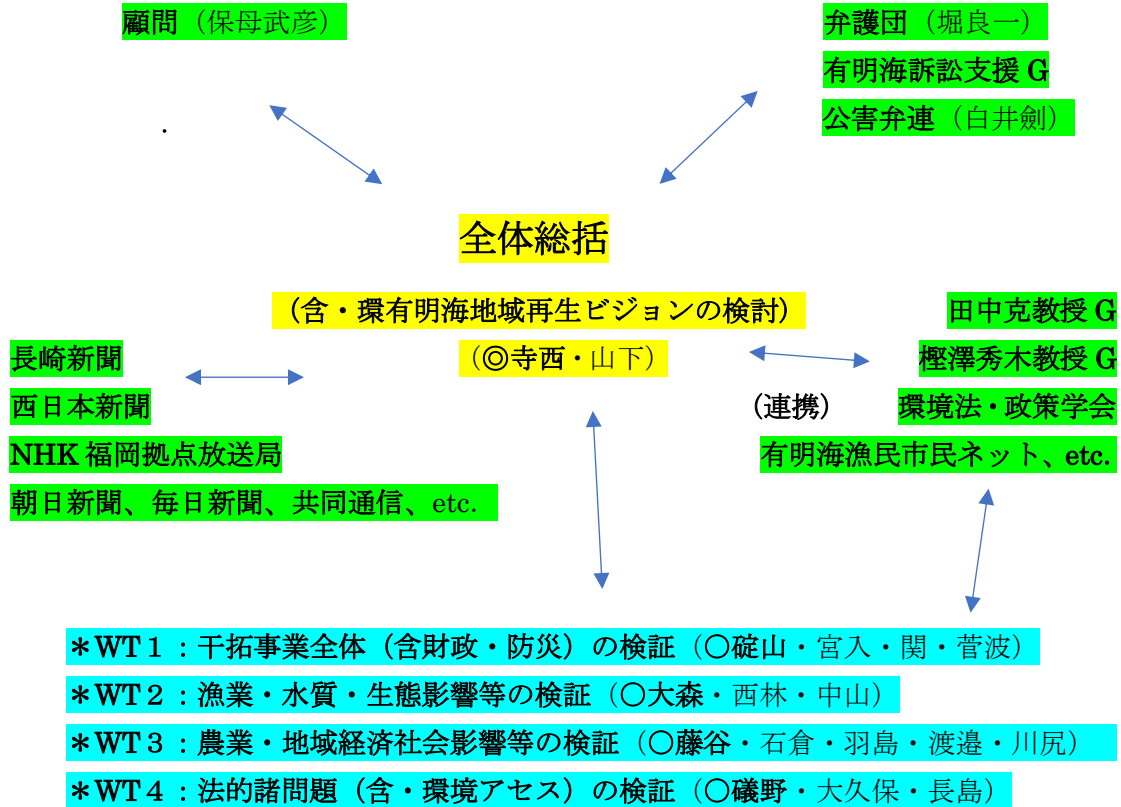 顧問（保母武彦）
弁護団（堀良一）
有明海訴訟支援 G
公害弁連（白井劍）
.
全体総括
（含・環有明海地域再生ビジョンの検討）
（◎寺西・山下）
長崎新聞
西日本新聞
NHK 福岡拠点放送局
朝日新聞、毎日新聞、共同通信、etc.
田中克教授 G
樫澤秀木教授 G
（連携）
環境法・政策学会
有明海漁民市民ネット、etc.
＊WT１：干拓事業全体（含財政・防災）の検証（〇碇山・宮入・関・菅波）
＊WT２：漁業・水質・生態影響等の検証（〇大森・西林・中山）
＊WT３：農業・地域経済社会影響等の検証（〇藤谷・石倉・羽島・渡邉・川尻）
＊WT４：法的諸問題（含・環境アセス）の検証（〇礒野・大久保・長島）